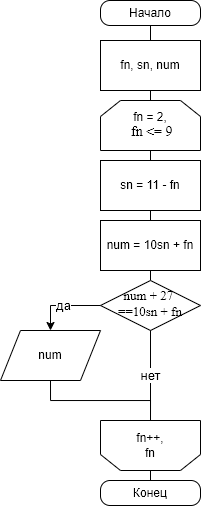 Начало
fn, sn, num
fn = 2,
fn <= 9
sn = 11 - fn
num = 10sn + fn
num + 27
==10sn + fn
да
num
нет
fn++,
fn
Конец